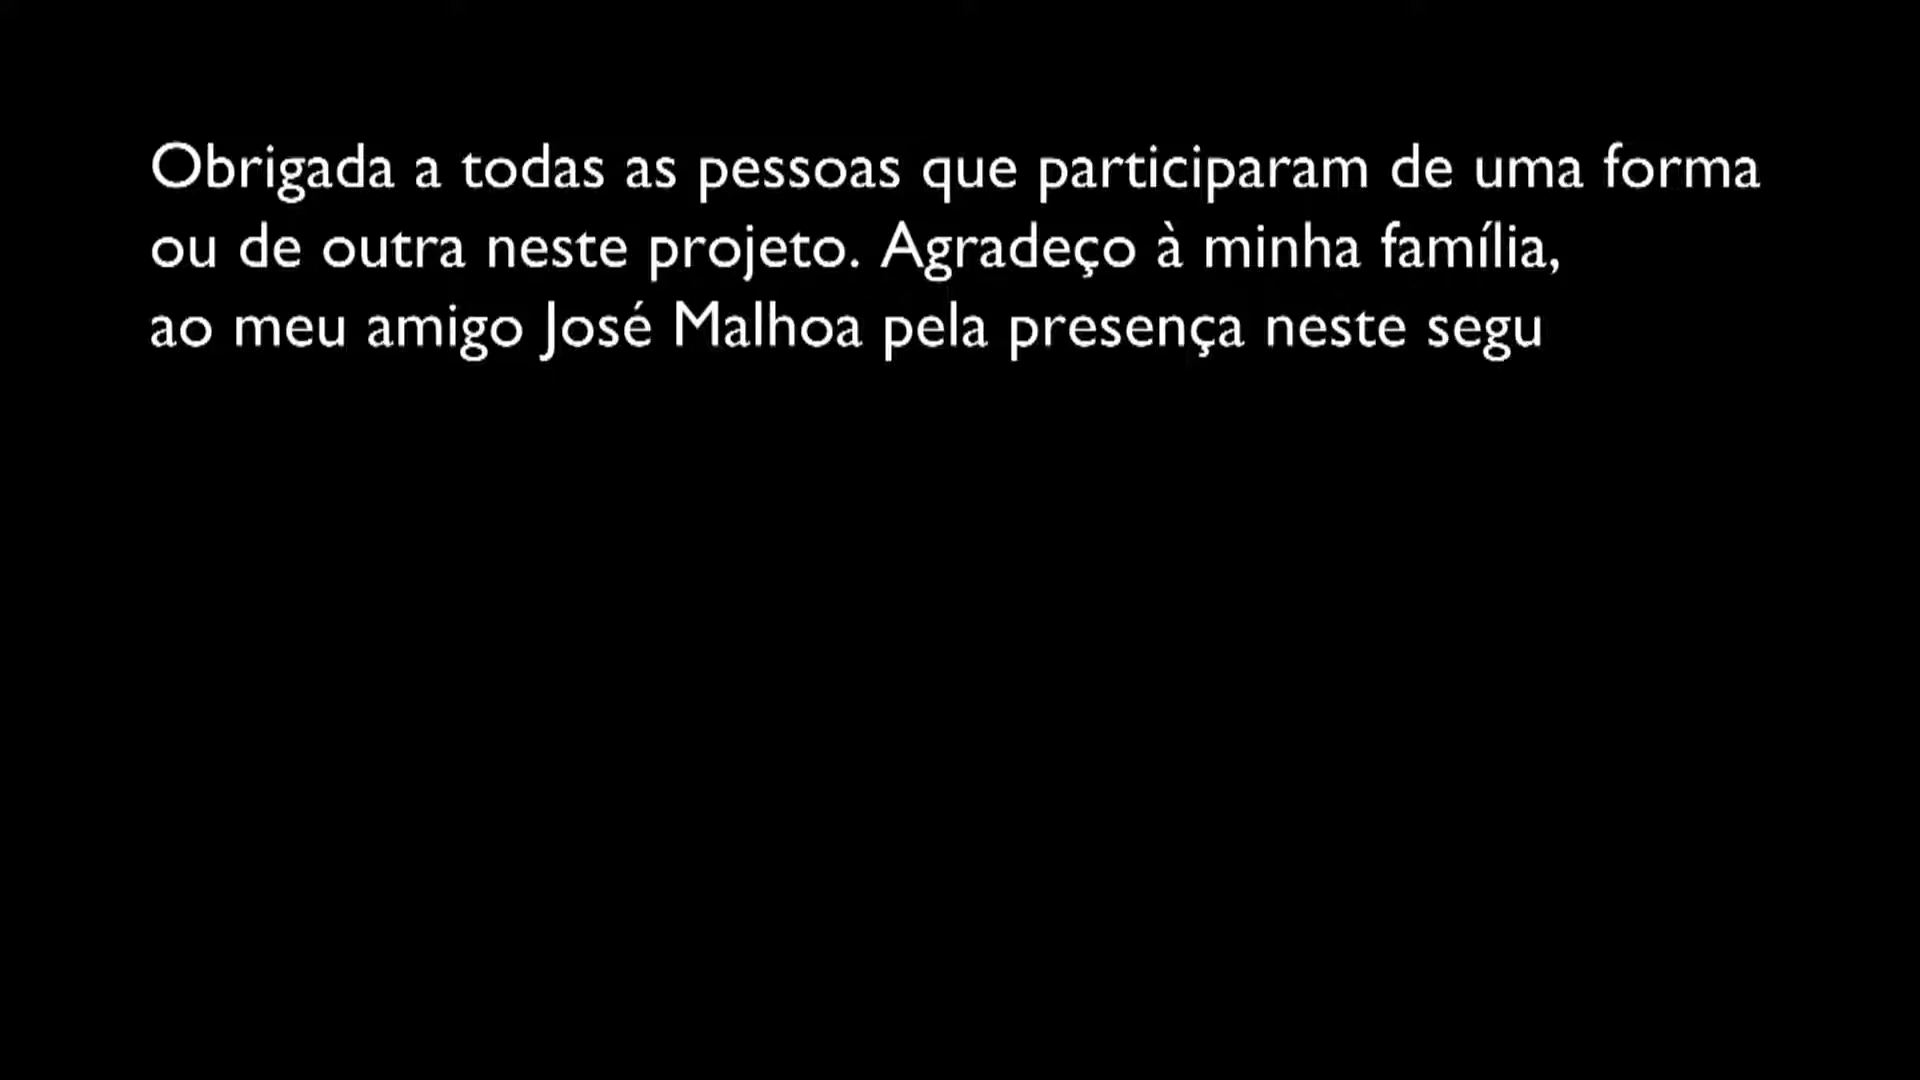 Obrigada a todas as pessoas que participaram de uma forma
ou de outra neste projeto. Agradeço à minha família,
ao meu amigo José Malhoa pela presença neste segu